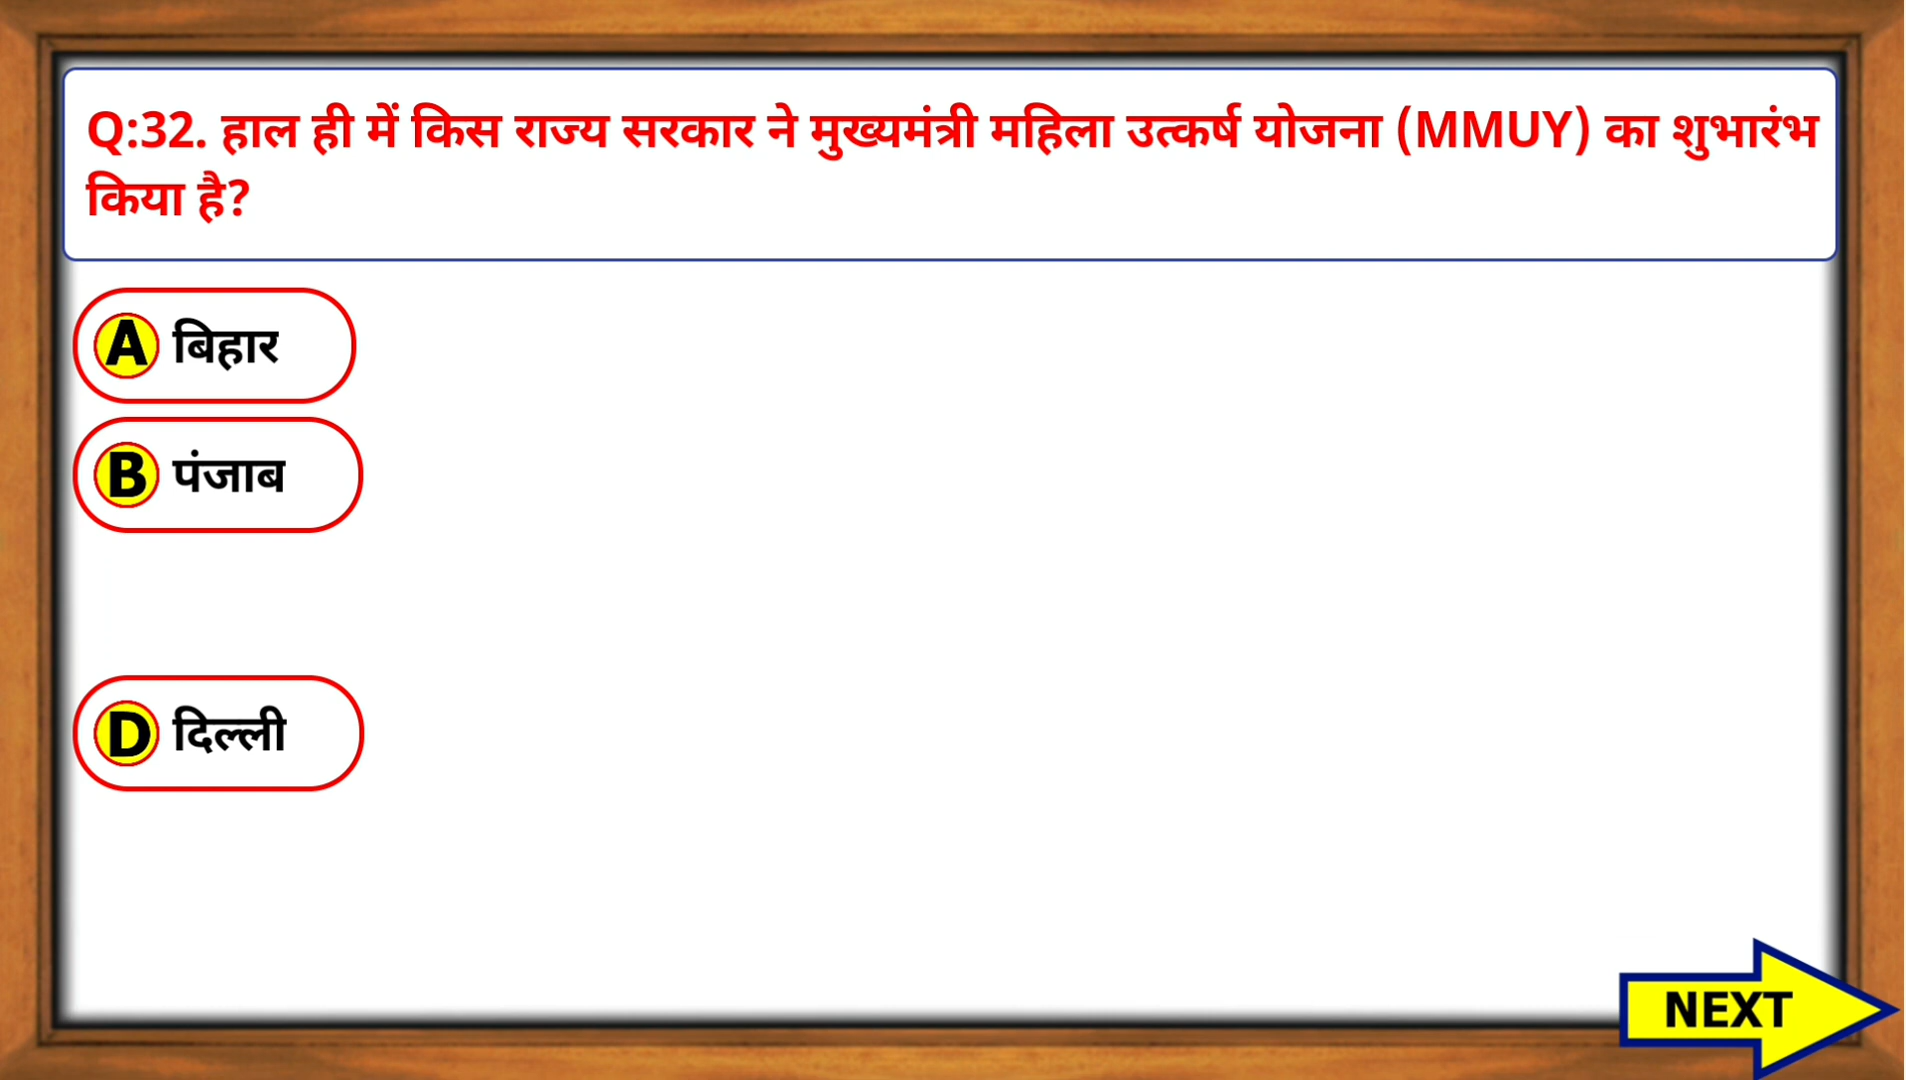 Q:32. हाल ही में किस राज्य सरकार ने मुख्यमंत्री महिला उत्कर्ष योजना (MMUY) का शुभारंभ
किया है?
A बिहार
B पंजाब
D दिल्ली
NEXT